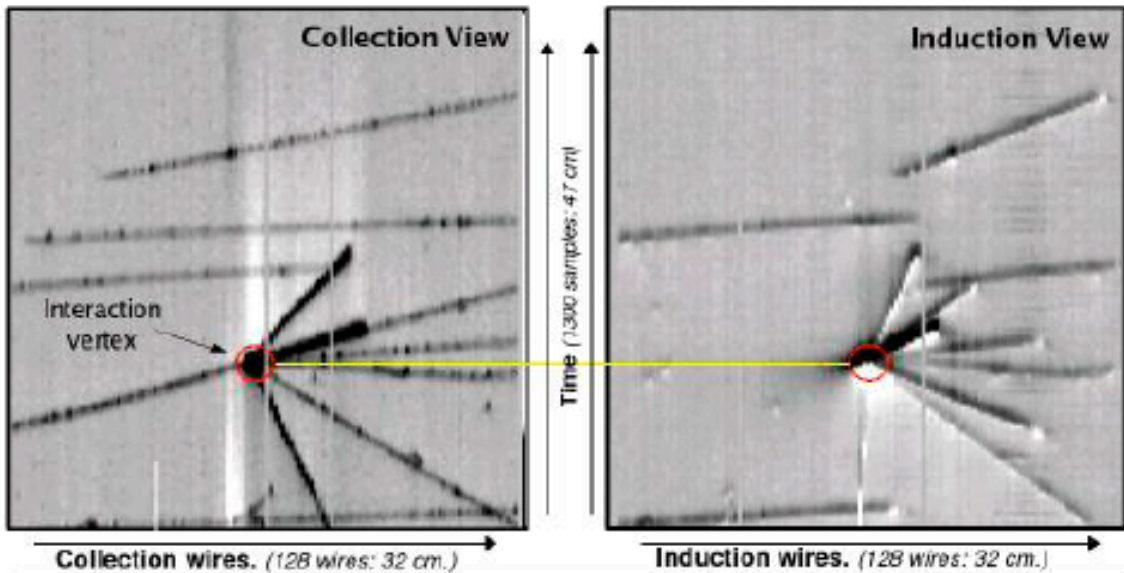 Collection View
Induction View
Interaction
vertex
Time (1300 samples: 47 cm)
Collection wires. (128 wires: 32 cm.)
Induction wires. (128 wires: 32 cm.)